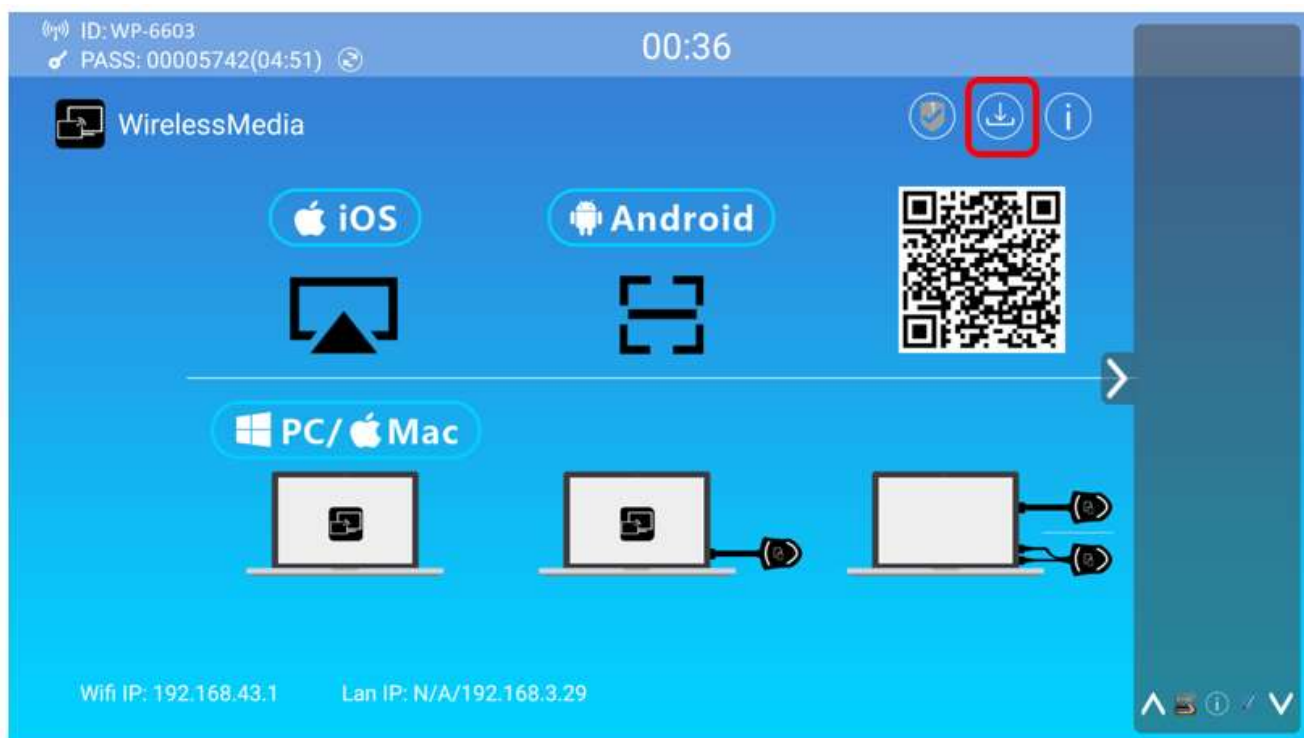 ID: WP-6603
PASS: 00005742(04:51)
00:36
WirelessMedia
iOS
Android
PC/ Mac
Wifi IP: 192.168.43.1
Lan IP: N/A/192.168.3.29